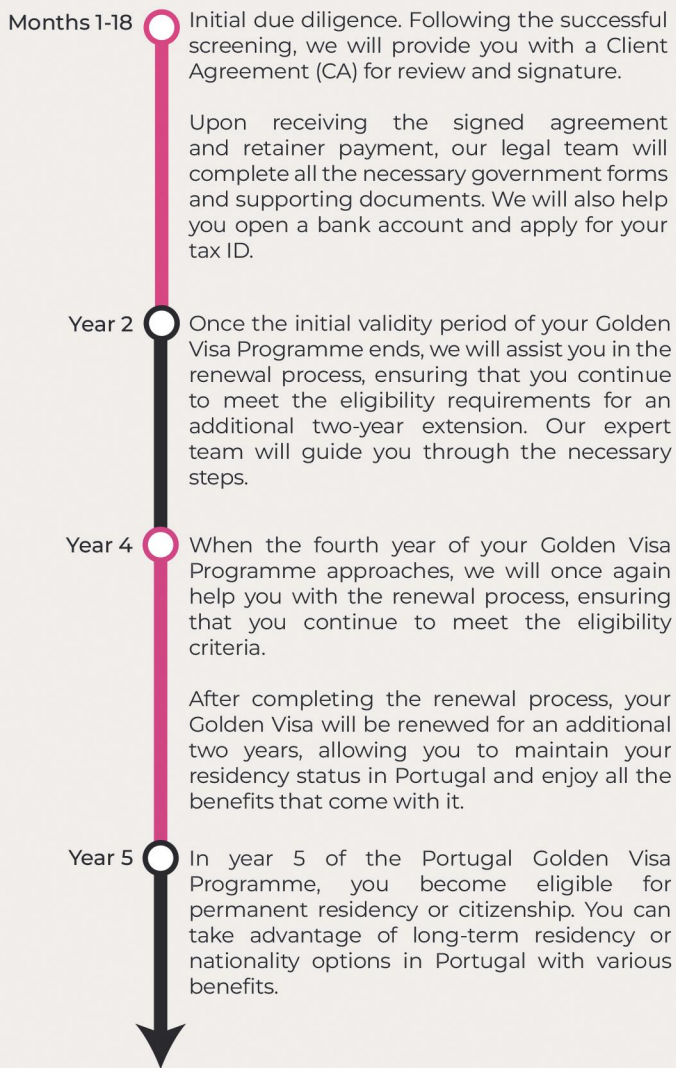 Months 1-18
Initial due diligence. Following the successful
screening, we will provide you with a Client
Agreement (CA) for review and signature.
Upon receiving the signed agreement
and retainer payment, our legal team will
complete all the necessary government forms
and supporting documents. We will also help
you open a bank account and apply for your
tax ID.
Year 2
Once the initial validity period of your Golden
Visa Programme ends, we will assist you in the
renewal process, ensuring that you continue
to meet the eligibility requirements for an
additional two-year extension. Our expert
team will guide you through the necessary
steps.
Year 4
When the fourth year of your Golden Visa
Programme approaches, we will once again
help you with the renewal process, ensuring
that you continue to meet the eligibility
criteria.
After completing the renewal process, your
Golden Visa will be renewed for an additional
two years, allowing you to maintain your
residency status in Portugal and enjoy all the
benefits that come with it.
Year 5
In year 5 of the Portugal Golden Visa
Programme, you become eligible for
permanent residency or citizenship. You can
take advantage of long-term residency or
nationality options in Portugal with various
benefits.